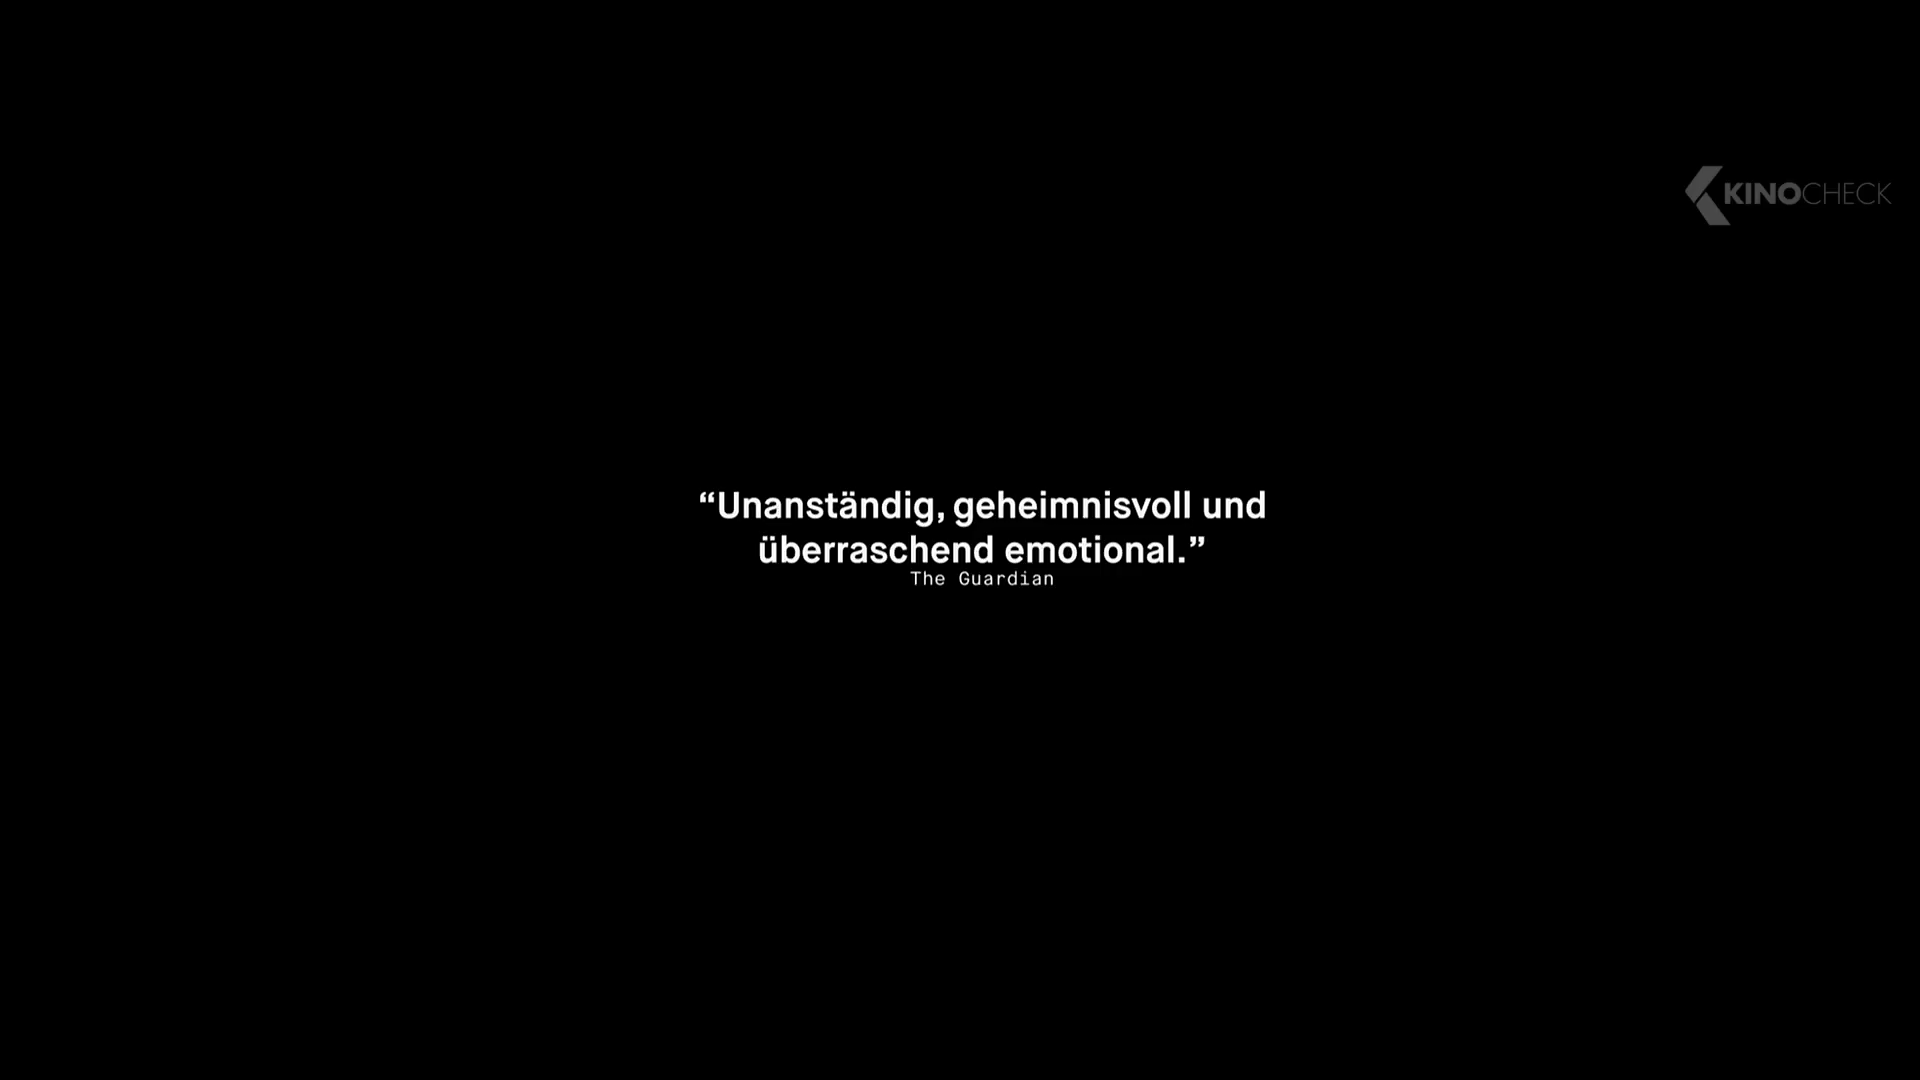 KINOCHECK
“Unanständig, geheimnisvoll und
überraschend emotional.”
The Guardian